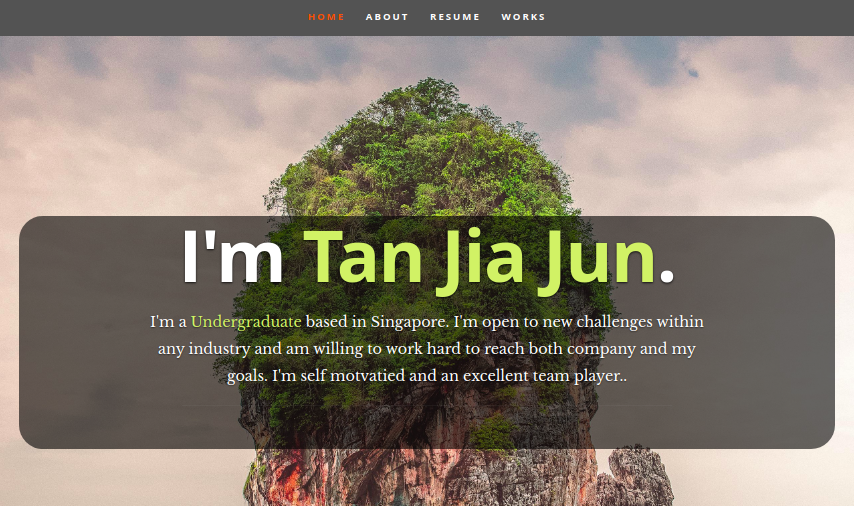 HOME ABOUT RESUME WORKS
I'm Tan Jia Jun.
I'm a Undergraduate based in Singapore. I'm open to new challenges within
any industry and am willing to work hard to reach both company and my
goals. I'm self motvatied and an excellent team player..